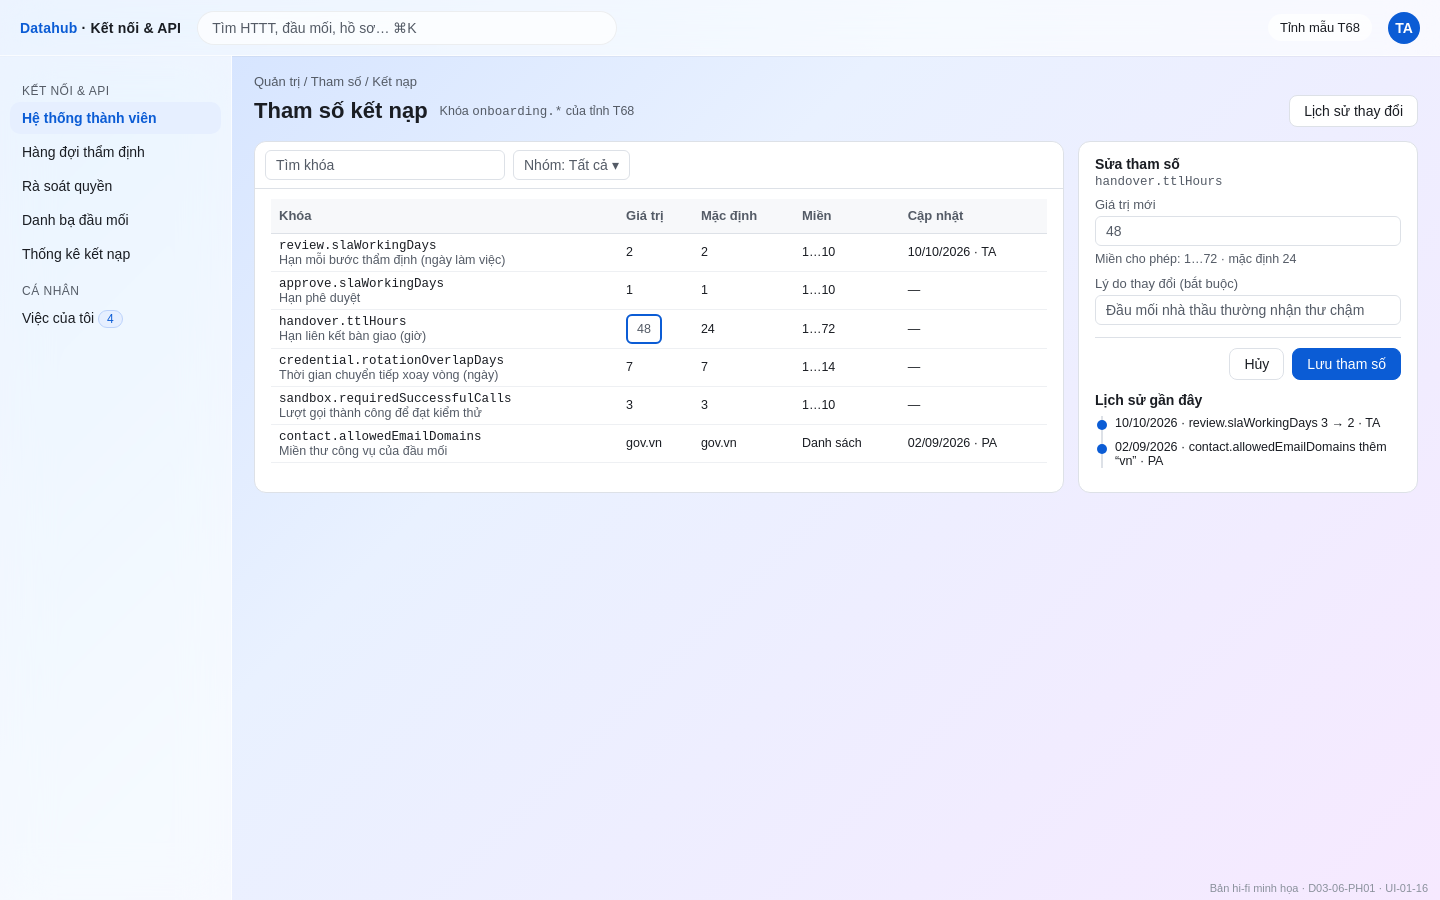 Datahub · Kết nối & API
Tìm HTTT, đầu mối, hồ sơ… ⌘K
Tỉnh mẫu T68
TA
KẾT NỐI & API
Hệ thống thành viên
Hàng đợi thẩm định
Rà soát quyền
Danh bạ đầu mối
Thống kê kết nạp
CÁ NHÂN
Việc của tôi 4
Quản trị / Tham số / Kết nạp
Tham số kết nạp Khóa onboarding.* của tỉnh T68
Lịch sử thay đổi
Tìm khóa
Nhóm: Tất cả ▾
Khóa Giá trị Mặc định Miền Cập nhật
review.slaWorkingDays
Hạn mỗi bước thẩm định (ngày làm việc)
2 2 1…10 10/10/2026 · TA
approve.slaWorkingDays
Hạn phê duyệt
1 1 1…10 —
handover.ttlHours
Hạn liên kết bàn giao (giờ)
48 24 1…72 —
credential.rotationOverlapDays
Thời gian chuyển tiếp xoay vòng (ngày)
7 7 1…14 —
sandbox.requiredSuccessfulCalls
Lượt gọi thành công để đạt kiểm thử
3 3 1…10 —
contact.allowedEmailDomains
Miền thư công vụ của đầu mối
gov.vn gov.vn Danh sách 02/09/2026 · PA
Sửa tham số
handover.ttlHours
Giá trị mới
48
Miền cho phép: 1…72 · mặc định 24
Lý do thay đổi (bắt buộc)
Đầu mối nhà thầu thường nhận thư chậm
Hủy
Lưu tham số
Lịch sử gần đây
10/10/2026 · review.slaWorkingDays 3 → 2 · TA
02/09/2026 · contact.allowedEmailDomains thêm
“vn” · PA
Bản hi-fi minh họa · D03-06-PH01 · UI-01-16